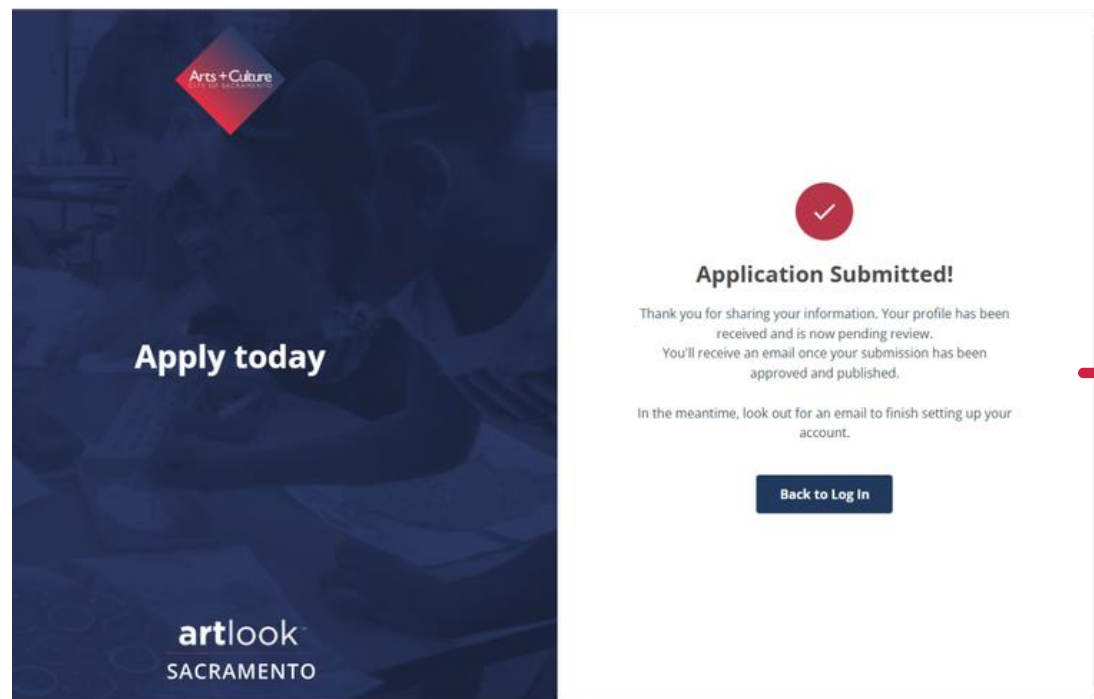 Arts + Culture
CITY OF SACRAMENTO
Apply today
artlook
SACRAMENTO
Application Submitted!
Thank you for sharing your information. Your profile has been
received and is now pending review.
You'll receive an email once your submission has been
approved and published.
In the meantime, look out for an email to finish setting up your
account.
Back to Log In